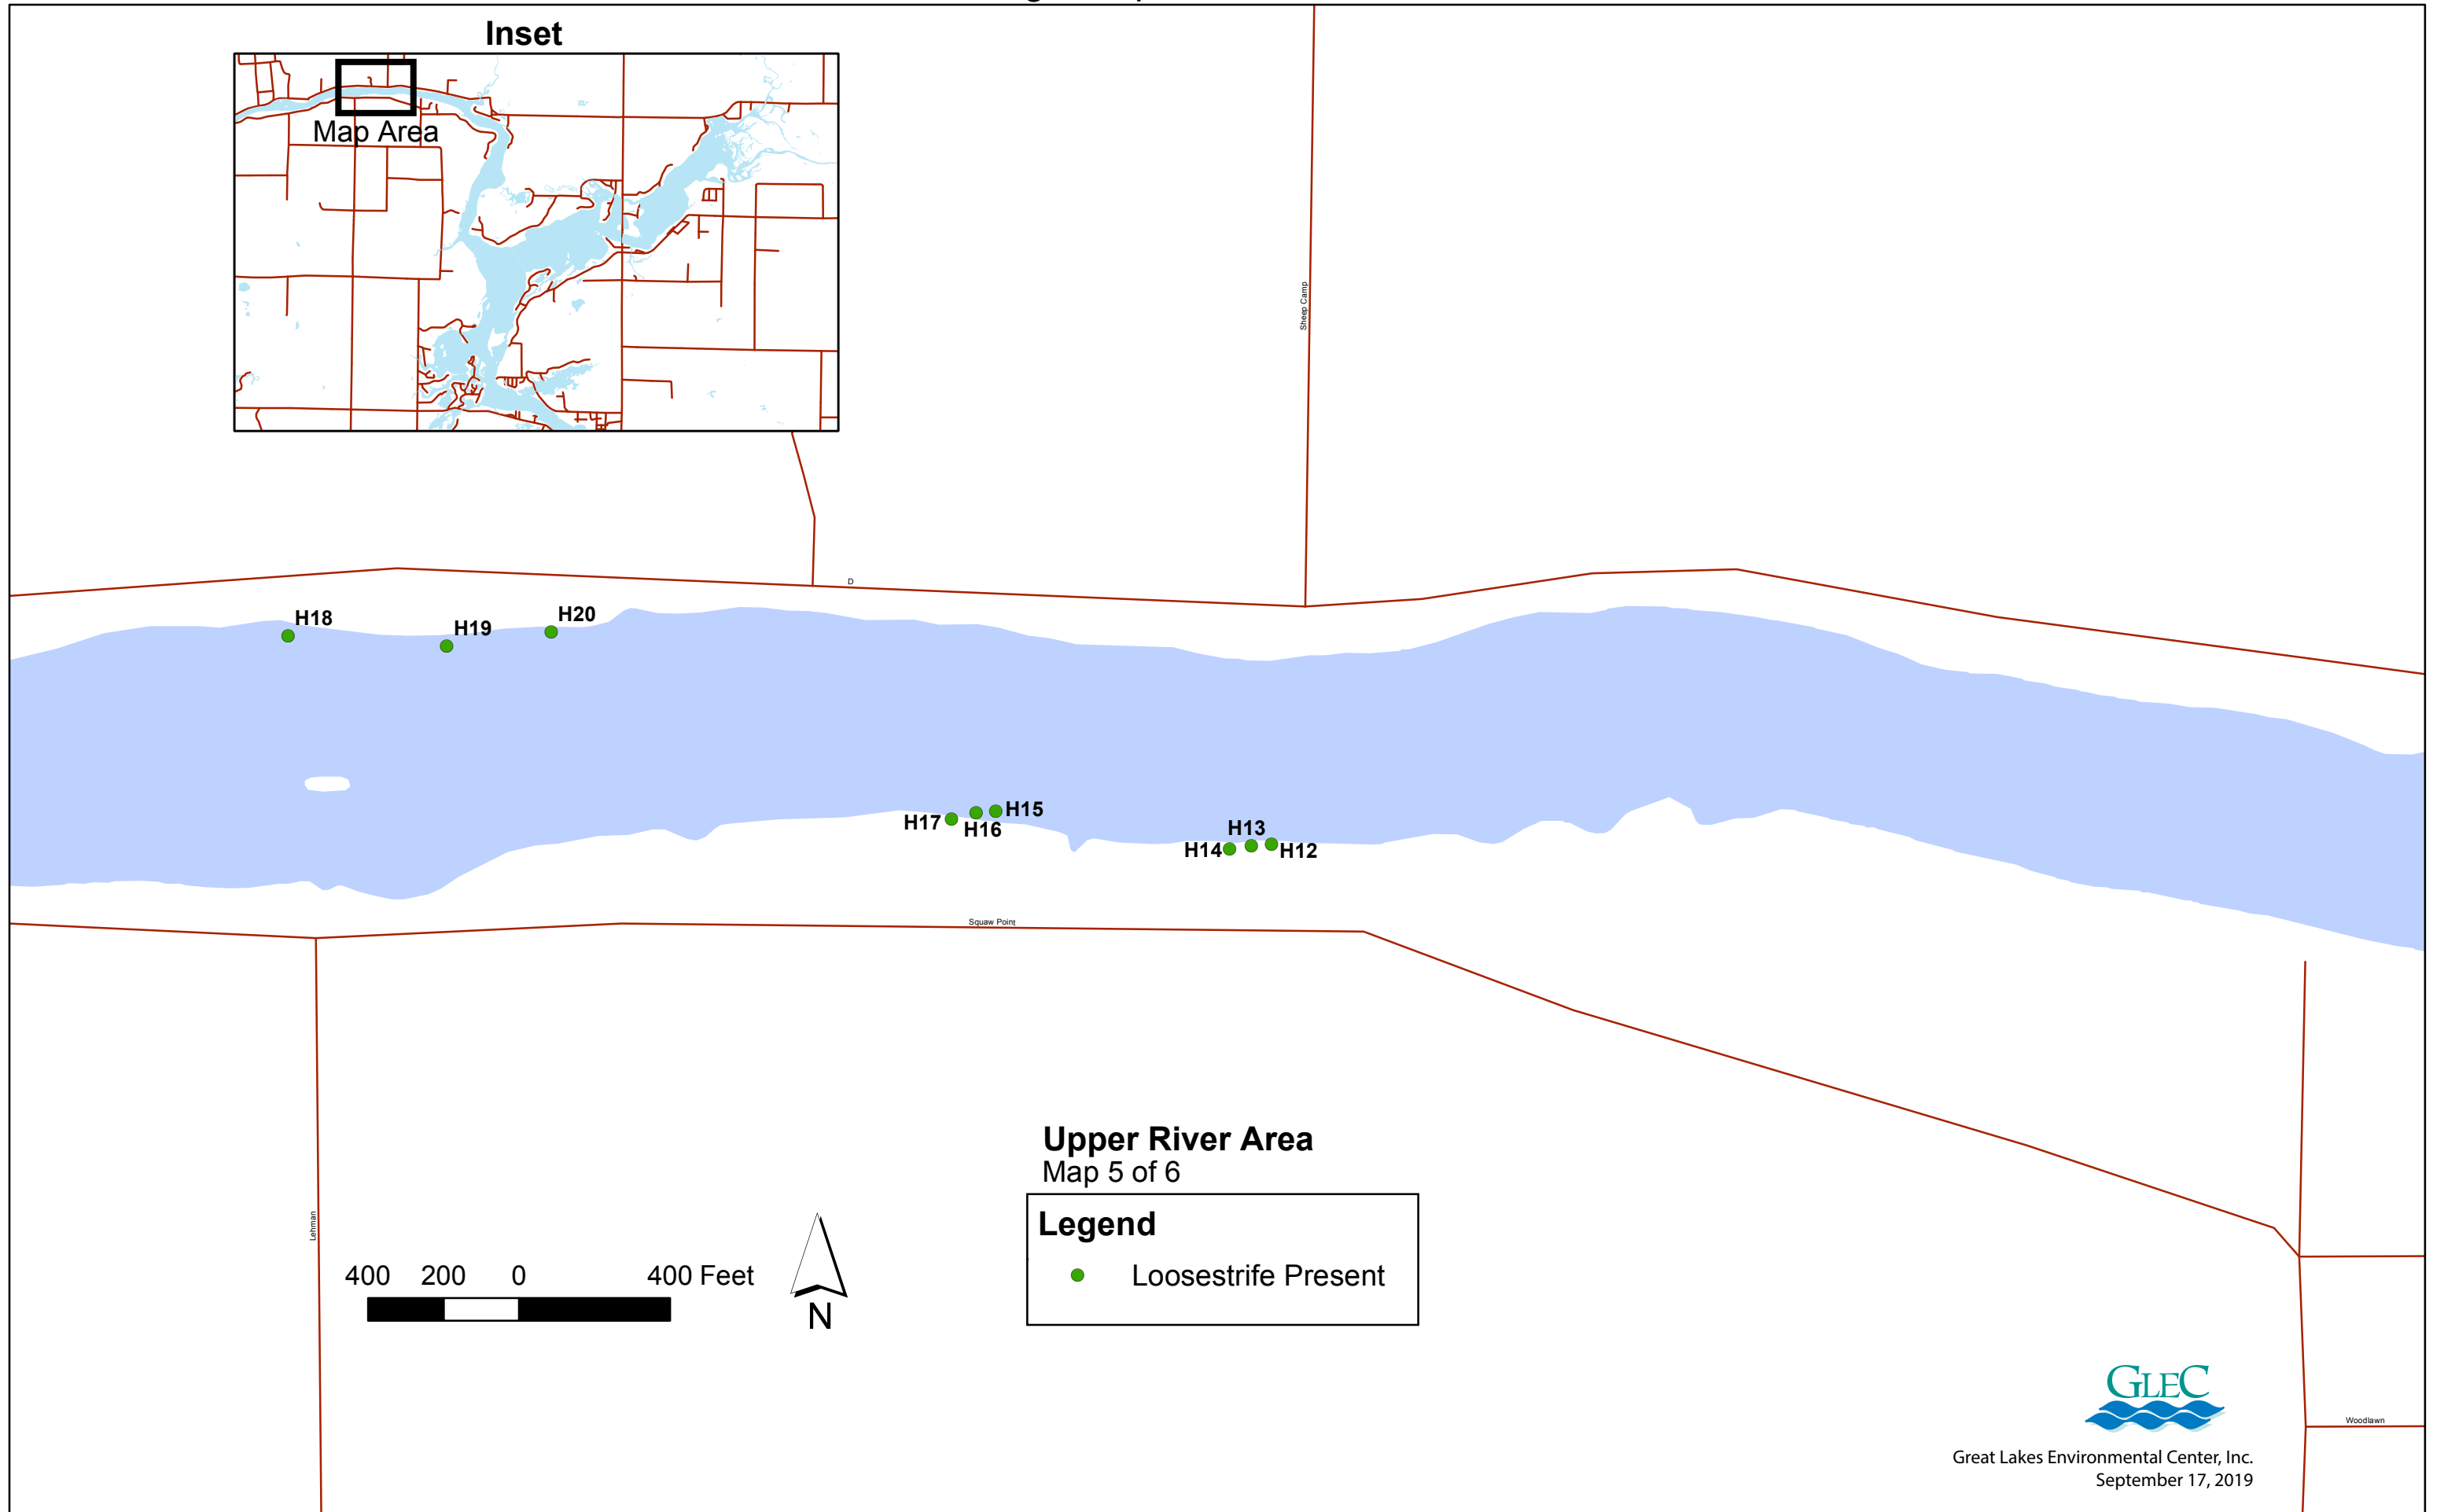 Inset
Map Area
Sheep Camp
D
H18
H19
H20
H17
H16
H15
H14
H13
H12
Squaw Point
Lehman
Upper River Area
Map 5 of 6
Legend
Loosestrife Present
400 200 0 400 Feet
N
GLEC
Woodlawn
Great Lakes Environmental Center, Inc.
September 17, 2019